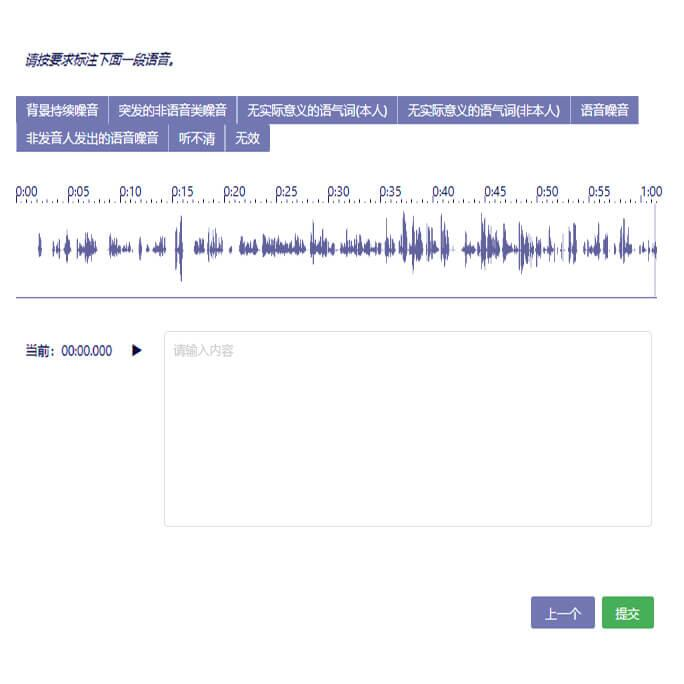 请按要求标注下面一段语音。
背景持续噪音 突发的非语音类噪音 无实际意义的语气词(本人) 无实际意义的语气词(非本人) 语音噪音
非发音人发出的语音噪音 听不清 无效
0:00 0:05 0:10 0:15 0:20 0:25 0:30 0:35 0:40 0:45 0:50 0:55 1:00
当前：00:00.000 请输入内容
上一个 提交